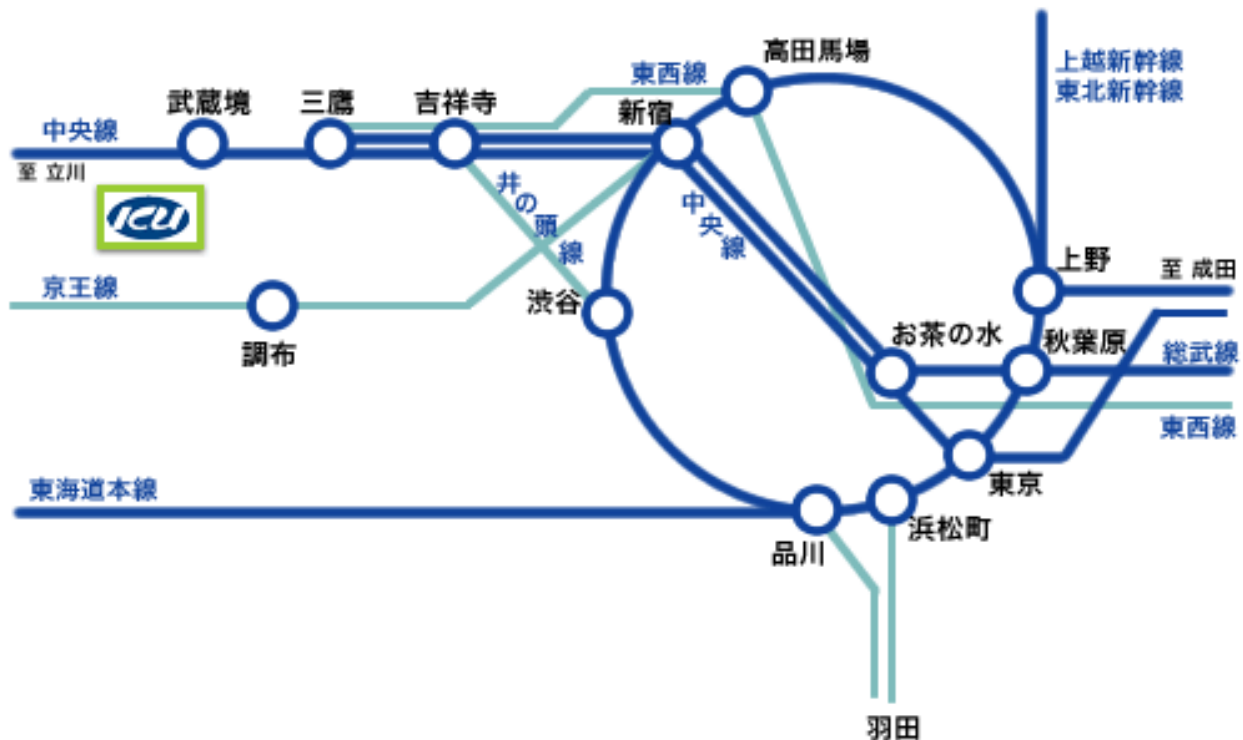 高田馬場
上越新幹線
東北新幹線
東西線
武蔵境
三鷹
吉祥寺
新宿
中央線
至 立川
ICU
井の頭線
中央線
京王線
調布
渋谷
上野
至 成田
お茶の水
秋葉原
総武線
東西線
東海道本線
東京
浜松町
品川
羽田